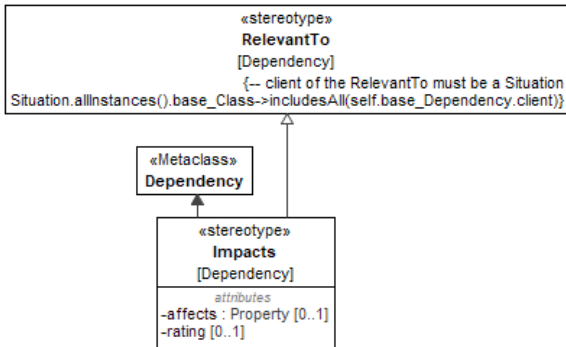 «stereotype»
RelevantTo
[Dependency]
{-- client of the RelevantTo must be a Situation
Situation.allInstances().base_Class->includesAll(self.base_Dependency.client)}
«Metaclass»
Dependency
«stereotype»
Impacts
[Dependency]
attributes
-affects : Property [0..1]
-rating [0..1]